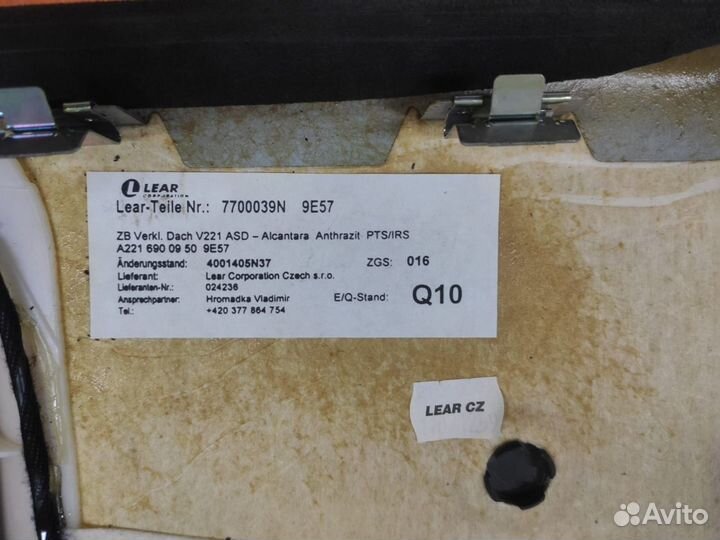 LEAR
CORPORATION
Lear-Teile Nr.: 7700039N 9E57
ZB Verkl. Dach V221 ASD – Alcantara Anthrazit PTS/IRS
A221 690 09 50 9E57
Änderungsstand: 4001405N37 ZGS: 016
Lieferant: Lear Corporation Czech s.r.o.
Lieferanten-Nr.: 024236
Ansprechpartner: Hromadka Vladimir E/Q-Stand: Q10
Tel.: +420 377 864 754
LEAR CZ
Avito